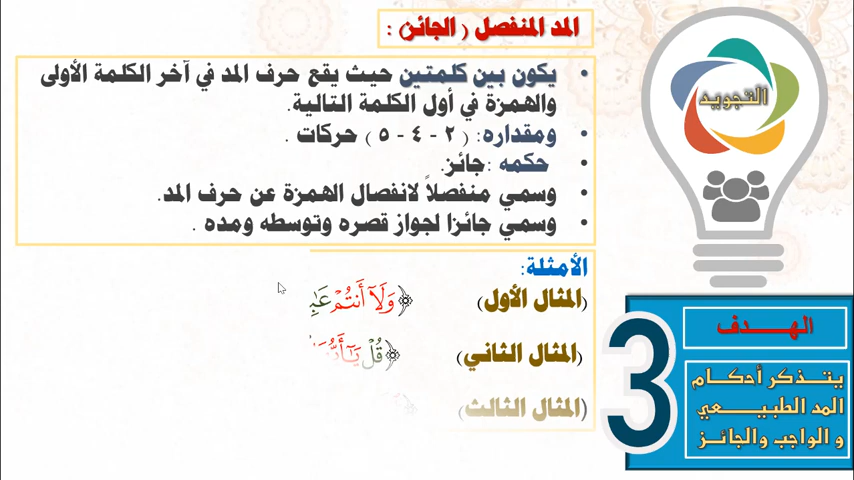 المد المنفصل ( الجائز) :
• يكون بين كلمتين حيث يقع حرف المد في آخر الكلمة الأولى
والهمزة في أول الكلمة التالية.
• ومقداره: ( ٢ - ٤ - ٥ ) حركات .
• حكمه :جائز.
• وسمي منفصلاً لانفصال الهمزة عن حرف المد.
• وسمي جائزا لجواز قصره وتوسطه ومده .
الأمثلة:
(المثال الأول) ﴿وَلَآ أَنتُمْ
(المثال الثاني) ﴿قُلْ
(المثال الثالث)
التجويد
3
الهدف
يتذكر أحكام
المد الطبيعي
و الواجب والجائز